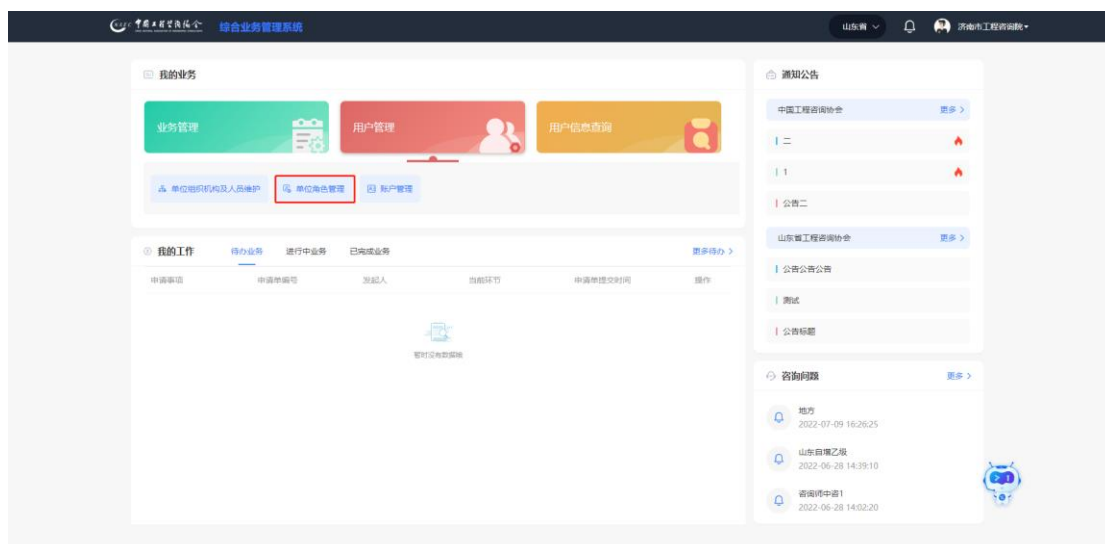 中国工程咨询协会 综合业务管理系统
山东省
济南市工程咨询院
我的业务
业务管理
用户管理
用户信息查询
单位组织机构及人员维护
单位角色管理
账户管理
我的工作
待办业务
进行中业务
已完成业务
更多待办 >
申请事项
申请单编号
发起人
当前环节
申请单提交时间
操作
暂时没有数据哦
通知公告
中国工程咨询协会
更多 >
二
1
公告二
山东省工程咨询协会
更多 >
公告公告公告
测试
公告标题
咨询问题
更多 >
地方
2022-07-09 16:26:25
山东自增乙级
2022-06-28 14:39:10
咨询师中咨1
2022-06-28 14:02:20